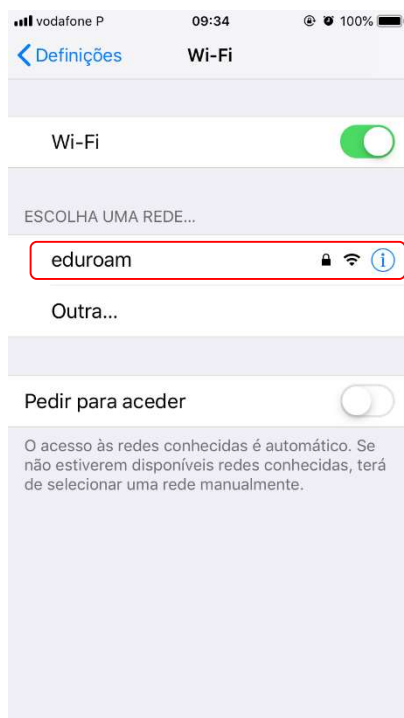 vodafone P 09:34 100%
Definições Wi-Fi
Wi-Fi
ESCOLHA UMA REDE...
eduroam
Outra...
Pedir para aceder
O acesso às redes conhecidas é automático. Se
não estiverem disponíveis redes conhecidas, terá
de selecionar uma rede manualmente.